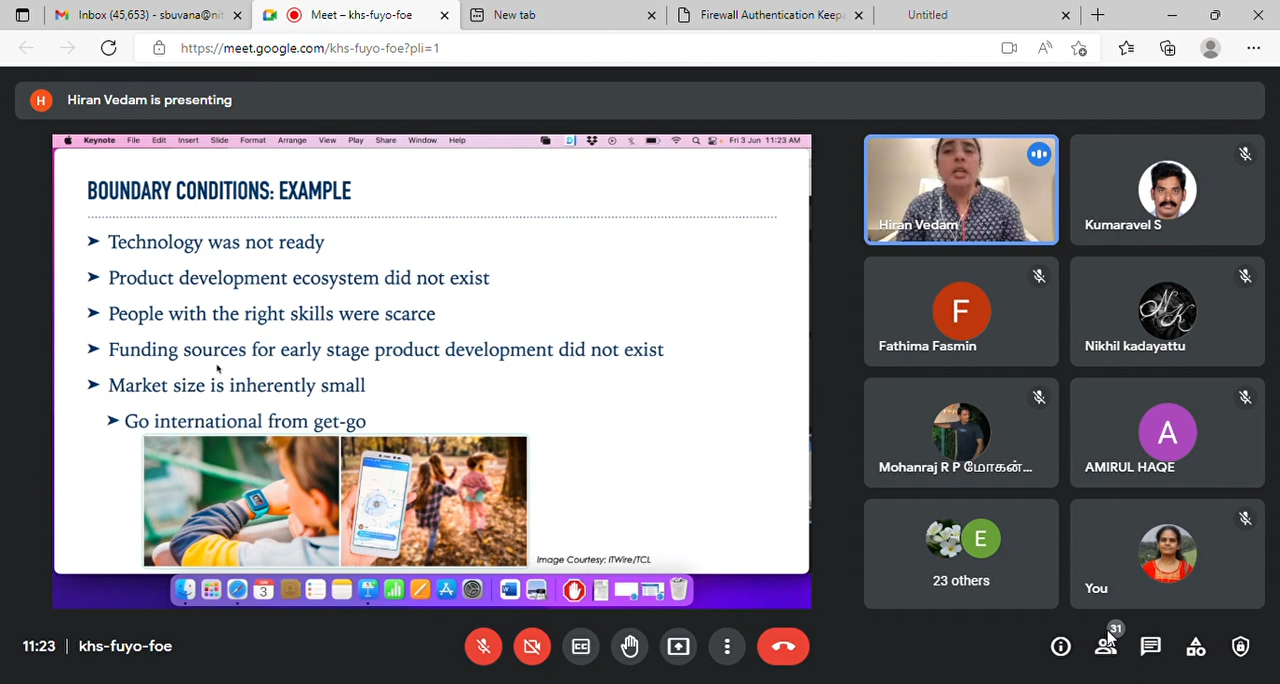 Inbox (45,653) - sbuvana@nit
Meet – khs-fuyo-foe
New tab
Firewall Authentication Keepa
Untitled
https://meet.google.com/khs-fuyo-foe?pli=1
H
Hiran Vedam is presenting
Keynote File Edit Insert Slide Format Arrange View Play Share Window Help
Fri 3 Jun 11:23 AM
BOUNDARY CONDITIONS: EXAMPLE
➤ Technology was not ready
➤ Product development ecosystem did not exist
➤ People with the right skills were scarce
➤ Funding sources for early stage product development did not exist
➤ Market size is inherently small
➤ Go international from get-go
Image Courtesy: ITWire/TCL
3
W
Hiran Vedam
Kumaravel S
F
Fathima Fasmin
NK
Nikhil kadayattu
Mohanraj R P மோகன்...
A
AMIRUL HAQE
E
23 others
You
11:23 | khs-fuyo-foe
CC
31